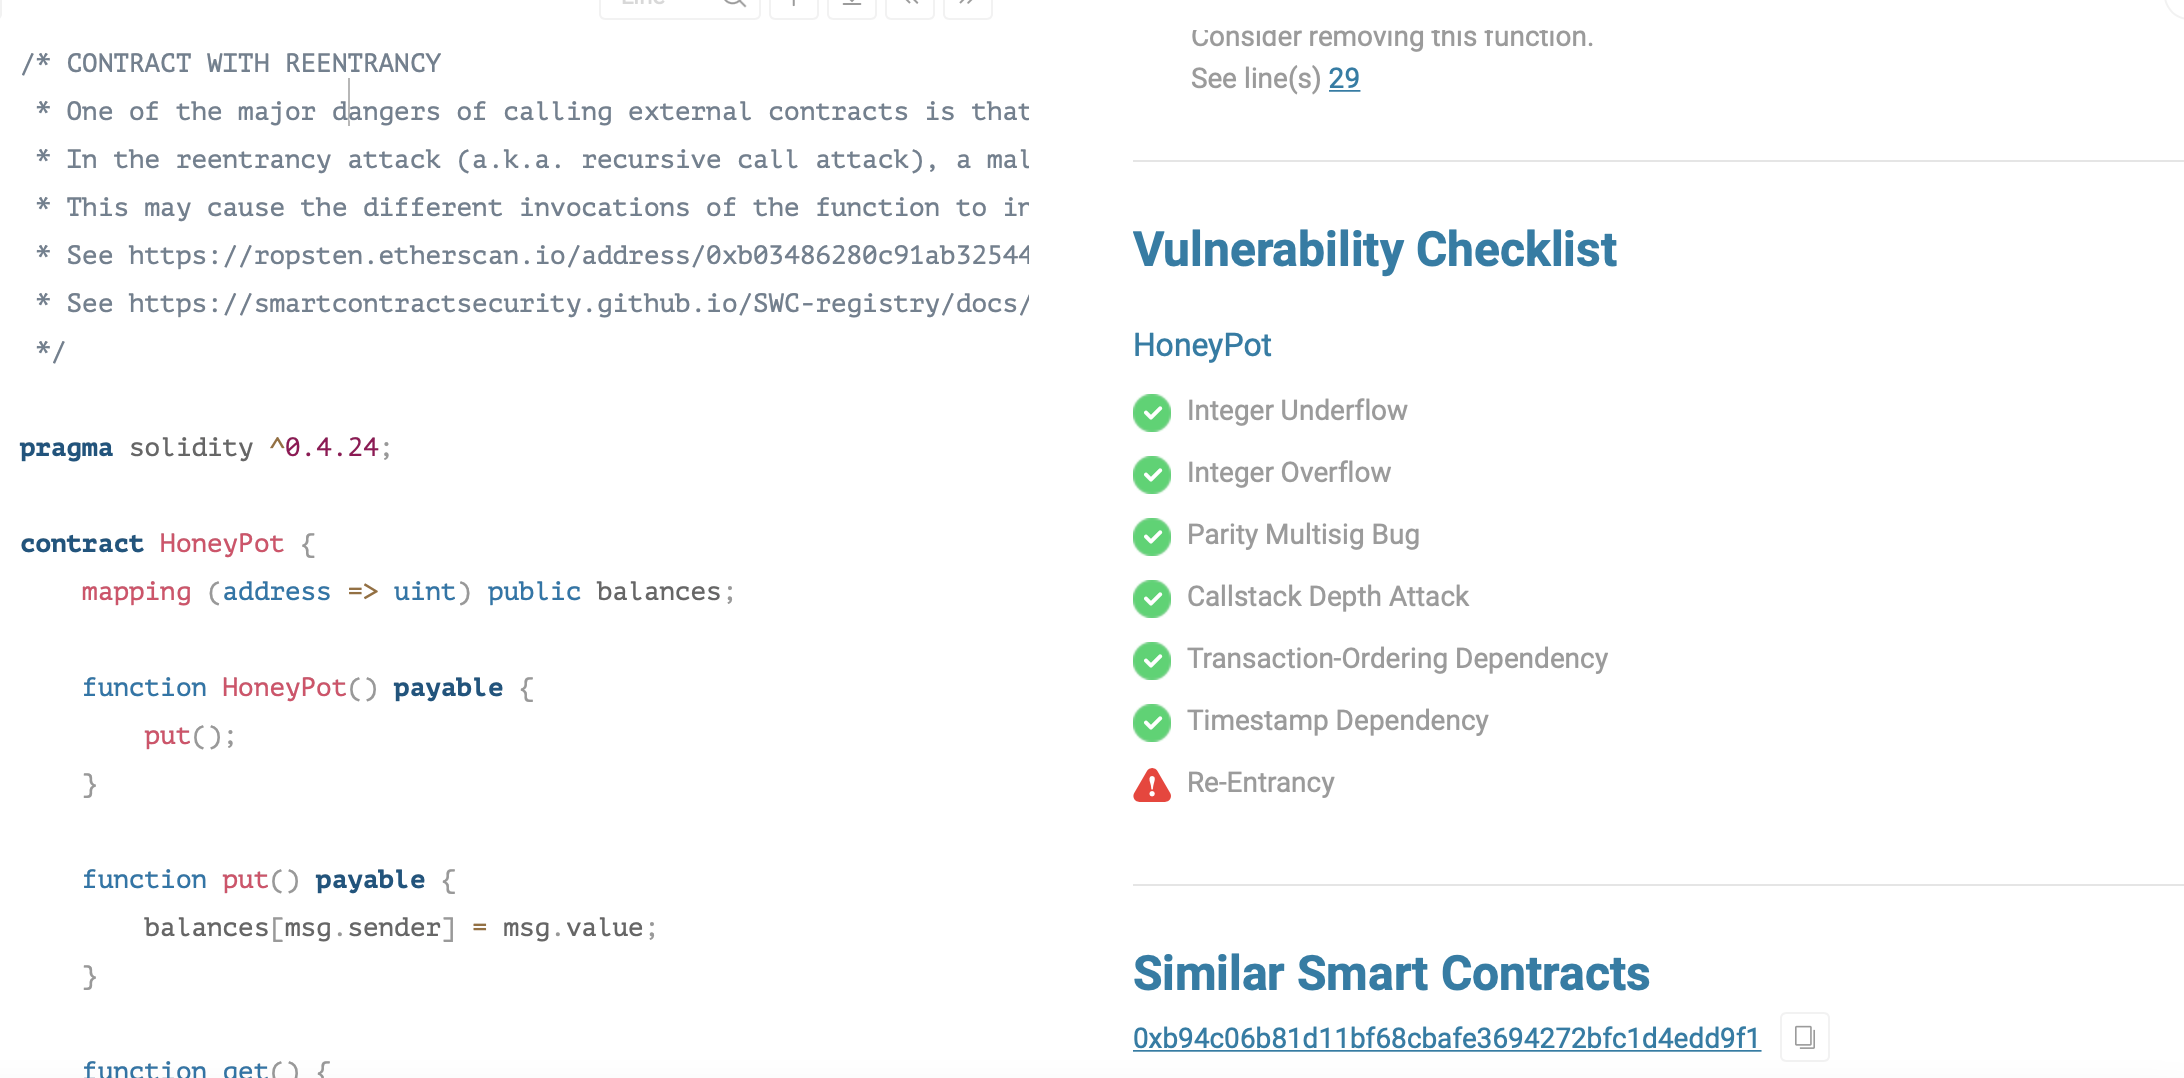 Line
/* CONTRACT WITH REENTRANCY
* One of the major dangers of calling external contracts is that
* In the reentrancy attack (a.k.a. recursive call attack), a mal
* This may cause the different invocations of the function to in
* See https://ropsten.etherscan.io/address/0xb03486280c91ab32544
* See https://smartcontractsecurity.github.io/SWC-registry/docs/
*/
pragma solidity ^0.4.24;
contract HoneyPot {
mapping (address => uint) public balances;
function HoneyPot() payable {
put();
}
function put() payable {
balances[msg.sender] = msg.value;
}
function get() {
Consider removing this function.
See line(s) 29
Vulnerability Checklist
HoneyPot
Integer Underflow
Integer Overflow
Parity Multisig Bug
Callstack Depth Attack
Transaction-Ordering Dependency
Timestamp Dependency
Re-Entrancy
Similar Smart Contracts
0xb94c06b81d11bf68cbafe3694272bfc1d4edd9f1